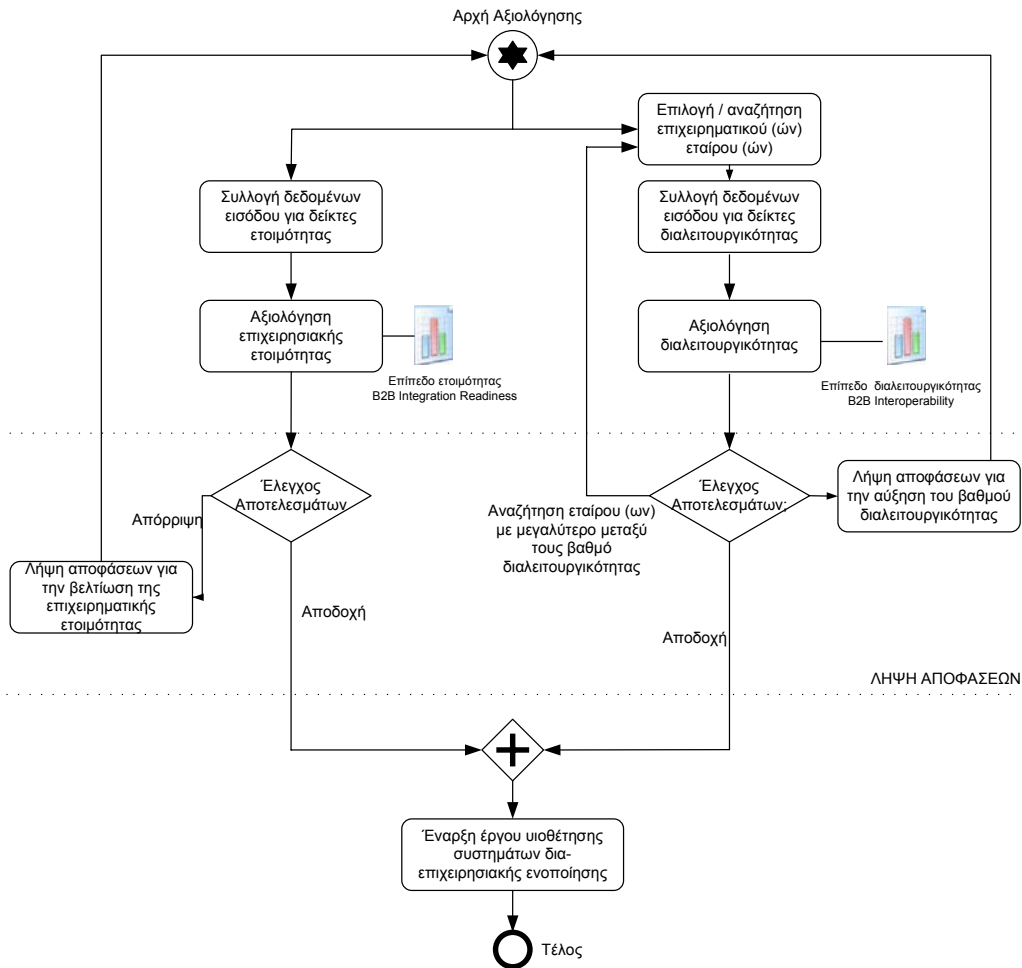 Αρχή Αξιολόγησης
Επιλογή / αναζήτηση
επιχειρηματικού (ών)
εταίρου (ών)
Συλλογή δεδομένων
εισόδου για δείκτες
ετοιμότητας
Συλλογή δεδομένων
εισόδου για δείκτες
διαλειτουργικότητας
Αξιολόγηση
επιχειρησιακής
ετοιμότητας
Επίπεδο ετοιμότητας
B2B Integration Readiness
Αξιολόγηση
διαλειτουργικότητας
Επίπεδο διαλειτουργικότητας
B2B Interoperability
Έλεγχος
Αποτελεσμάτων
Απόρριψη
Λήψη αποφάσεων για
την βελτίωση της
επιχειρηματικής
ετοιμότητας
Αποδοχή
Αναζήτηση εταίρου (ων)
με μεγαλύτερο μεταξύ
τους βαθμό
διαλειτουργικότητας
Έλεγχος
Αποτελεσμάτων;
Λήψη αποφάσεων για
την αύξηση του βαθμού
διαλειτουργικότητας
Αποδοχή
ΛΗΨΗ ΑΠΟΦΑΣΕΩΝ
Έναρξη έργου υιοθέτησης
συστημάτων δια-
επιχειρησιακής ενοποίησης
Τέλος